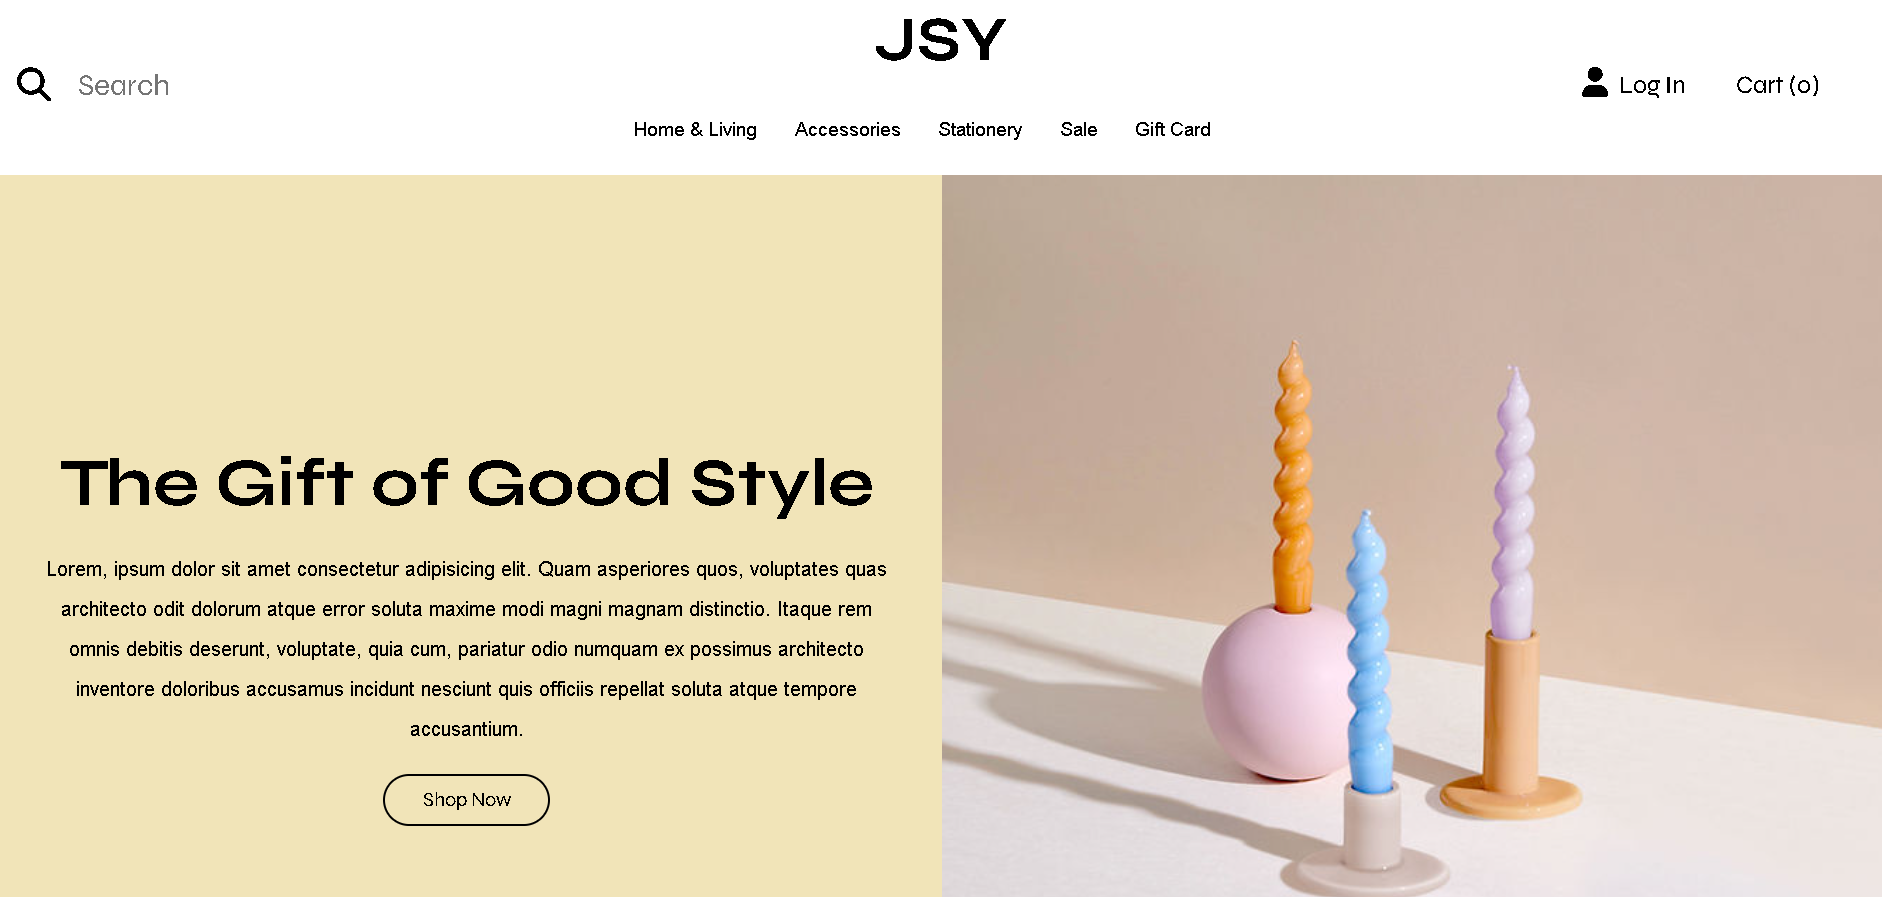 JSY
Search
Log In
Cart (0)
Home & Living
Accessories
Stationery
Sale
Gift Card
The Gift of Good Style
Lorem, ipsum dolor sit amet consectetur adipisicing elit. Quam asperiores quos, voluptates quas
architecto odit dolorum atque error soluta maxime modi magni magnam distinctio. Itaque rem
omnis debitis deserunt, voluptate, quia cum, pariatur odio numquam ex possimus architecto
inventore doloribus accusamus incidunt nesciunt quis officiis repellat soluta atque tempore
accusantium.
Shop Now